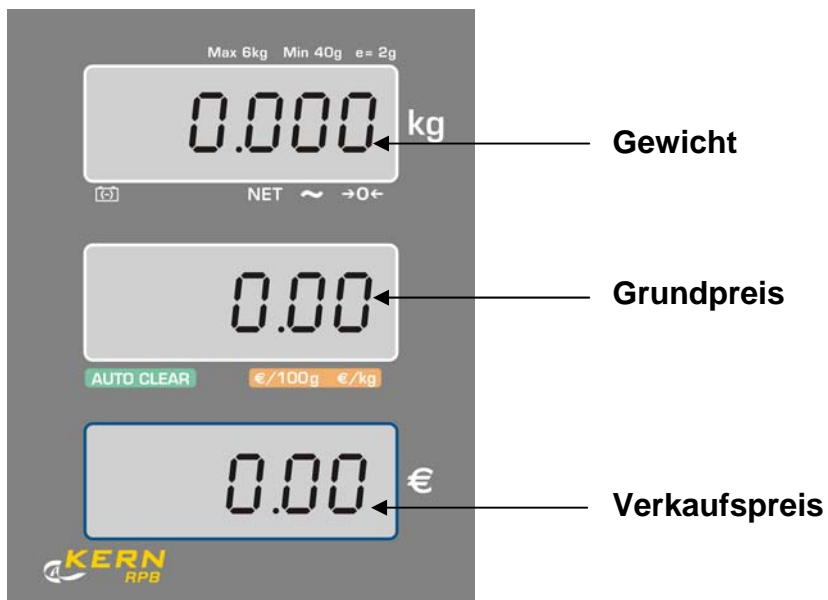 Max 6kg Min 40g e= 2g
0.000 kg
Gewicht
NET ~ →0←
0.00
Grundpreis
AUTO CLEAR €/100g €/kg
0.00 €
Verkaufspreis
KERN
RPB